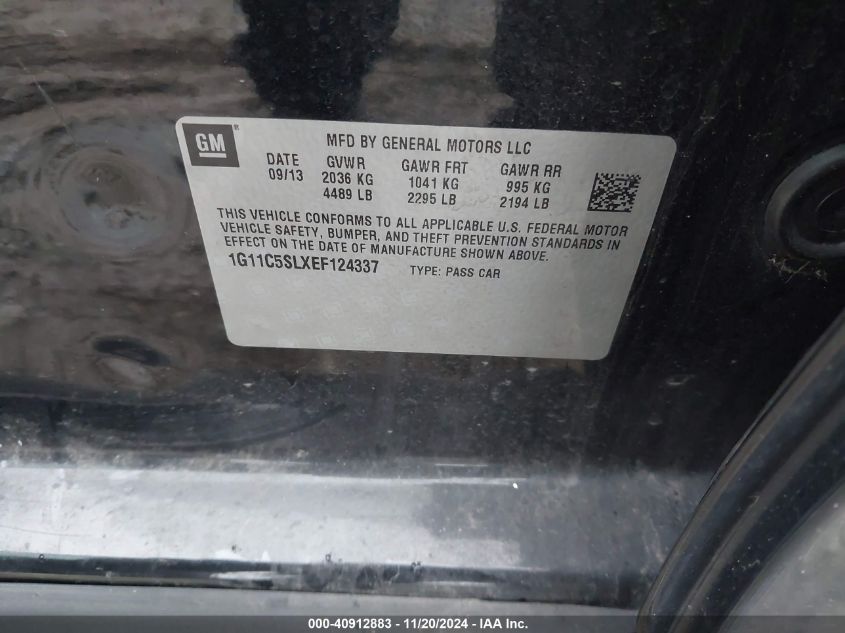 GM®
MFD BY GENERAL MOTORS LLC
DATE GVWR GAWR FRT GAWR RR
09/13 2036 KG 1041 KG 995 KG
4489 LB 2295 LB 2194 LB
THIS VEHICLE CONFORMS TO ALL APPLICABLE U.S. FEDERAL MOTOR
VEHICLE SAFETY, BUMPER, AND THEFT PREVENTION STANDARDS IN
EFFECT ON THE DATE OF MANUFACTURE SHOWN ABOVE.
1G11C5SLXEF124337 TYPE: PASS CAR
000-40912883 - 11/20/2024 - IAA Inc.